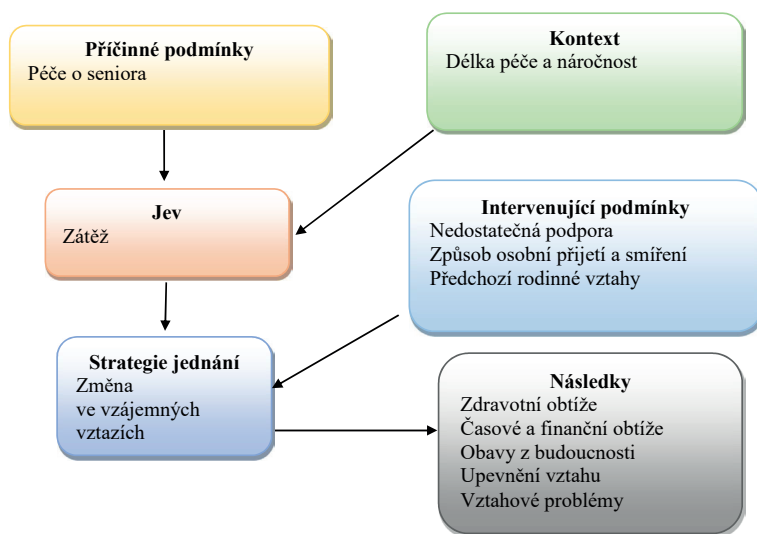 Příčinné podmínky
Péče o seniora
Kontext
Délka péče a náročnost
Jev
Zátěž
Intervenující podmínky
Nedostatečná podpora
Způsob osobní přijetí a smíření
Předchozí rodinné vztahy
Strategie jednání
Změna
ve vzájemných
vztazích
Následky
Zdravotní obtíže
Časové a finanční obtíže
Obavy z budoucnosti
Upevnění vztahu
Vztahové problémy